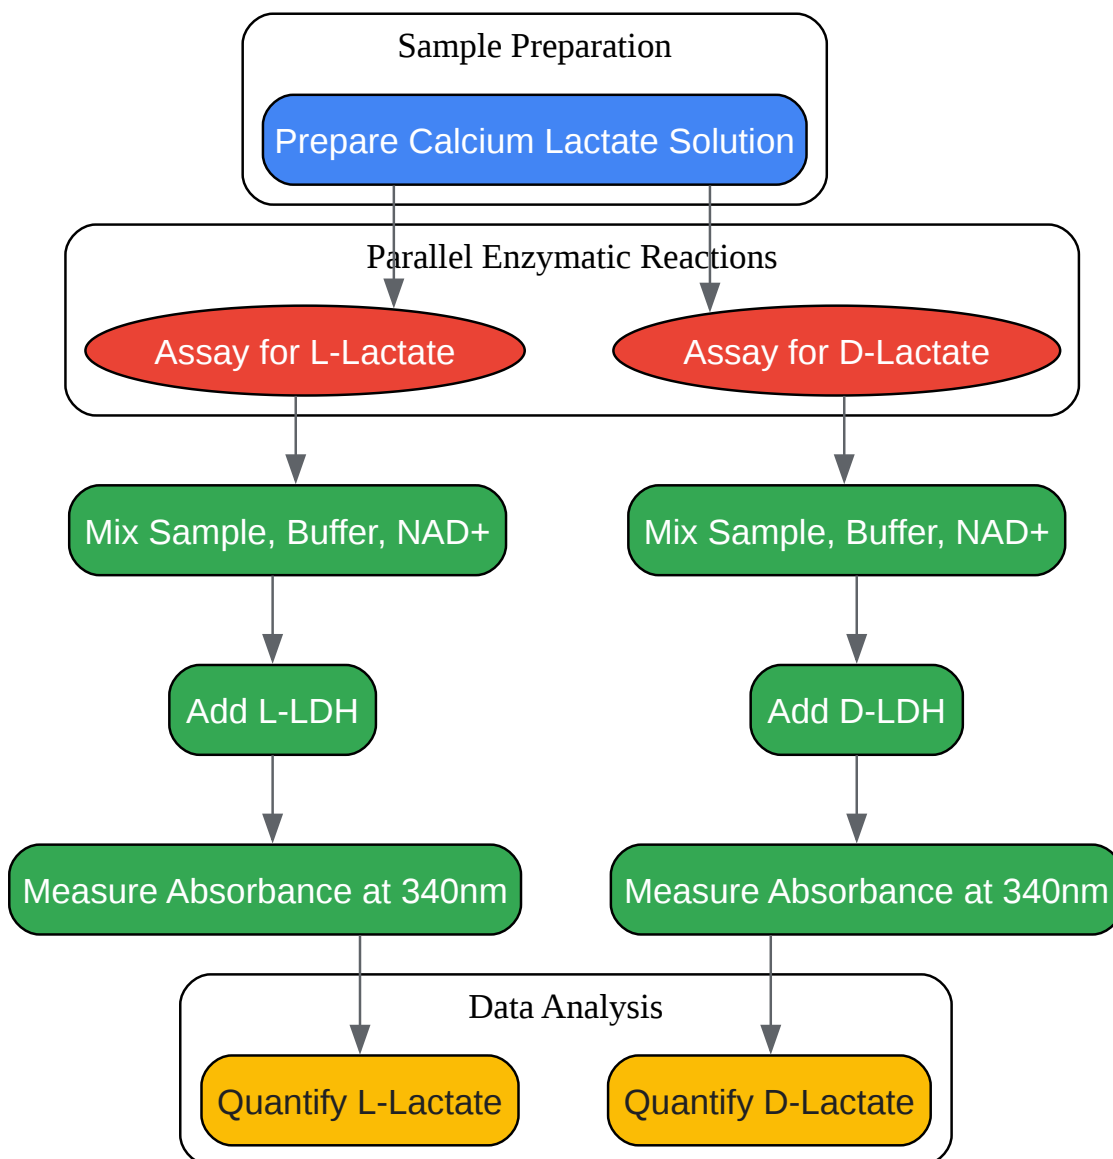 Sample Preparation
Prepare Calcium Lactate Solution
Parallel Enzymatic Reactions
Assay for L-Lactate
Assay for D-Lactate
Mix Sample, Buffer, NAD+
Mix Sample, Buffer, NAD+
Add L-LDH
Add D-LDH
Measure Absorbance at 340nm
Measure Absorbance at 340nm
Data Analysis
Quantify L-Lactate
Quantify D-Lactate